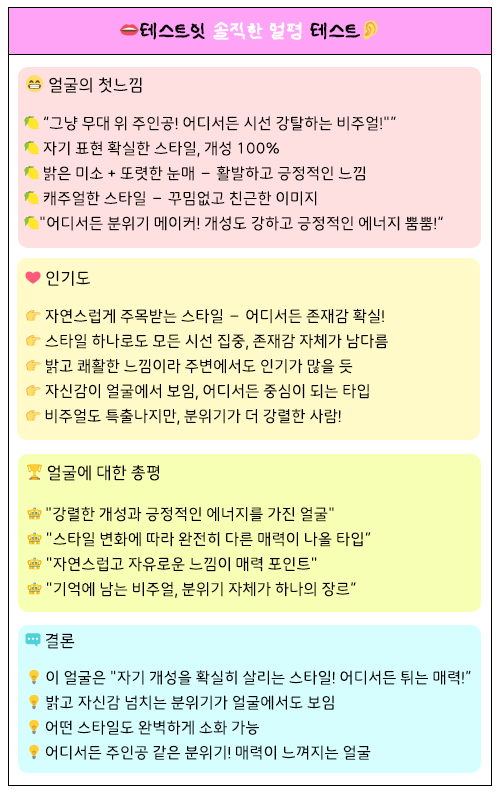 테스트힛 솔직한 얼평 테스트
얼굴의 첫느낌
“그냥 무대 위 주인공! 어디서든 시선 강탈하는 비주얼!"”
자기 표현 확실한 스타일, 개성 100%
밝은 미소 + 또렷한 눈매 – 활발하고 긍정적인 느낌
캐주얼한 스타일 – 꾸밈없고 친근한 이미지
"어디서든 분위기 메이커! 개성도 강하고 긍정적인 에너지 뿜뿜!“
인기도
자연스럽게 주목받는 스타일 – 어디서든 존재감 확실!
스타일 하나로도 모든 시선 집중, 존재감 자체가 남다름
밝고 쾌활한 느낌이라 주변에서도 인기가 많을 듯
자신감이 얼굴에서 보임, 어디서든 중심이 되는 타입
비주얼도 특출나지만, 분위기가 더 강렬한 사람!
얼굴에 대한 총평
"강렬한 개성과 긍정적인 에너지를 가진 얼굴"
"스타일 변화에 따라 완전히 다른 매력이 나올 타입”
"자연스럽고 자유로운 느낌이 매력 포인트"
"기억에 남는 비주얼, 분위기 자체가 하나의 장르“
결론
이 얼굴은 "자기 개성을 확실히 살리는 스타일! 어디서든 튀는 매력!”
밝고 자신감 넘치는 분위기가 얼굴에서도 보임
어떤 스타일도 완벽하게 소화 가능
어디서든 주인공 같은 분위기! 매력이 느껴지는 얼굴